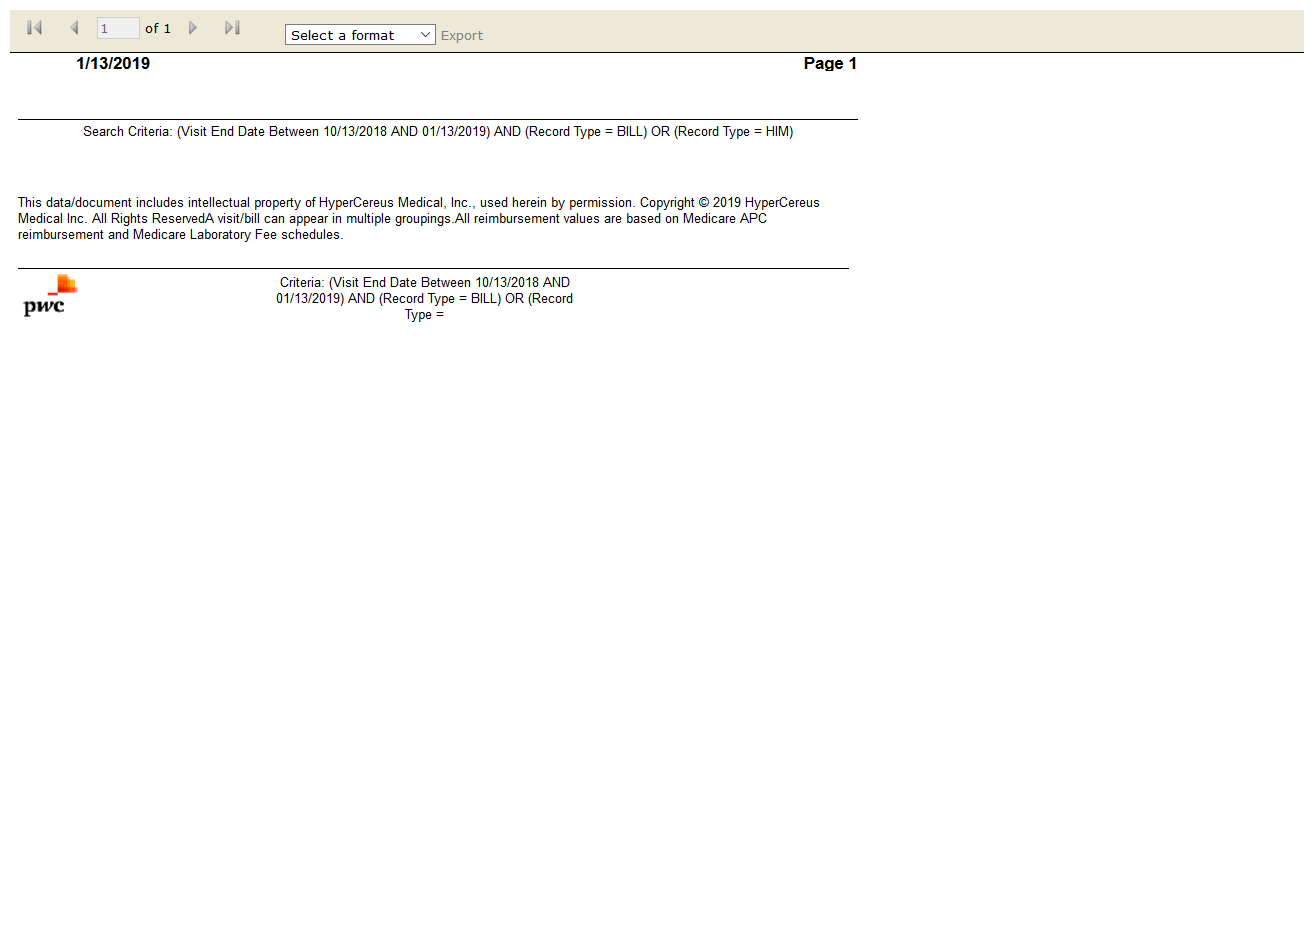 1 of 1 Select a format Export
1/13/2019 Page 1
Search Criteria: (Visit End Date Between 10/13/2018 AND 01/13/2019) AND (Record Type = BILL) OR (Record Type = HIM)
This data/document includes intellectual property of HyperCereus Medical, Inc., used herein by permission. Copyright © 2019 HyperCereus
Medical Inc. All Rights ReservedA visit/bill can appear in multiple groupings.All reimbursement values are based on Medicare APC
reimbursement and Medicare Laboratory Fee schedules.
pwc
Criteria: (Visit End Date Between 10/13/2018 AND
01/13/2019) AND (Record Type = BILL) OR (Record
Type =